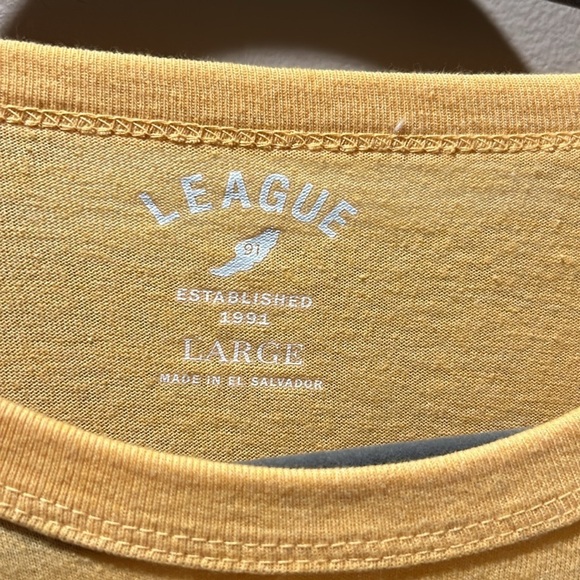 LEAGUE
91
ESTABLISHED
1991
LARGE
MADE IN EL SALVADOR